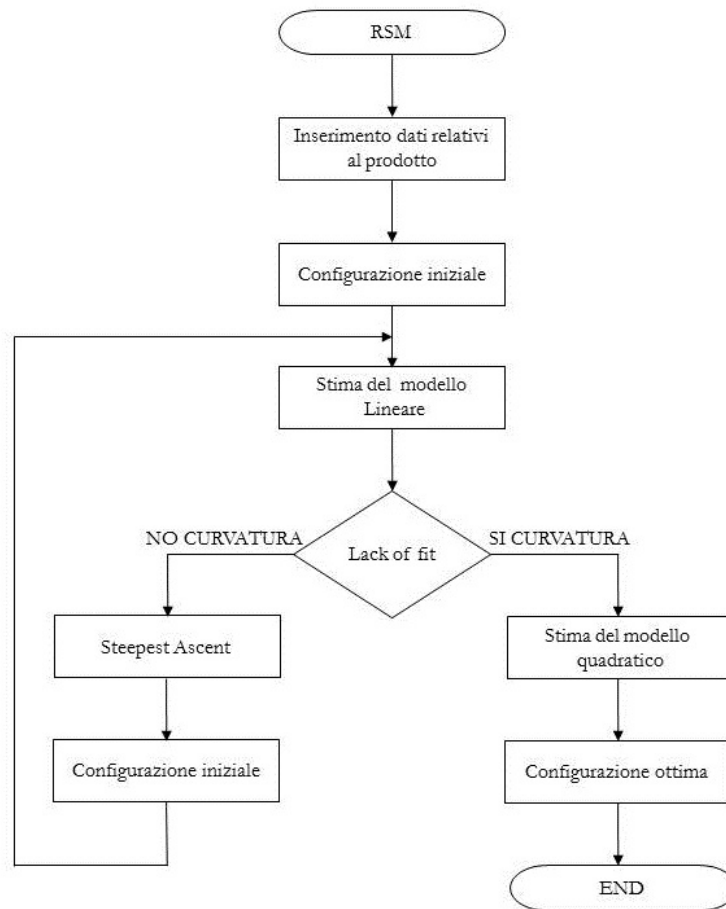 RSM
Inserimento dati relativi
al prodotto
Configurazione iniziale
Stima del modello
Lineare
NO CURVATURA
SI CURVATURA
Lack of fit
Steepest Ascent
Stima del modello
quadratico
Configurazione iniziale
Configurazione ottima
END